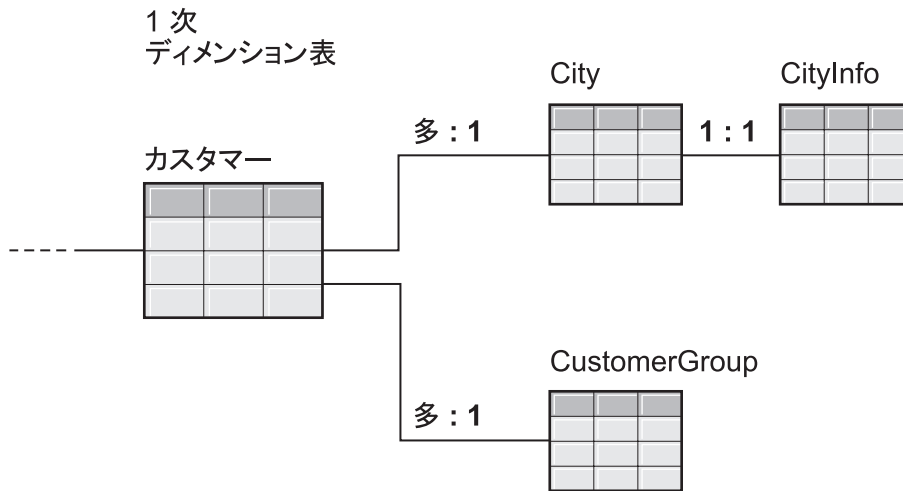 1 次
ディメンション表
City
CityInfo
多 : 1
1 : 1
カスタマー
CustomerGroup
多 : 1